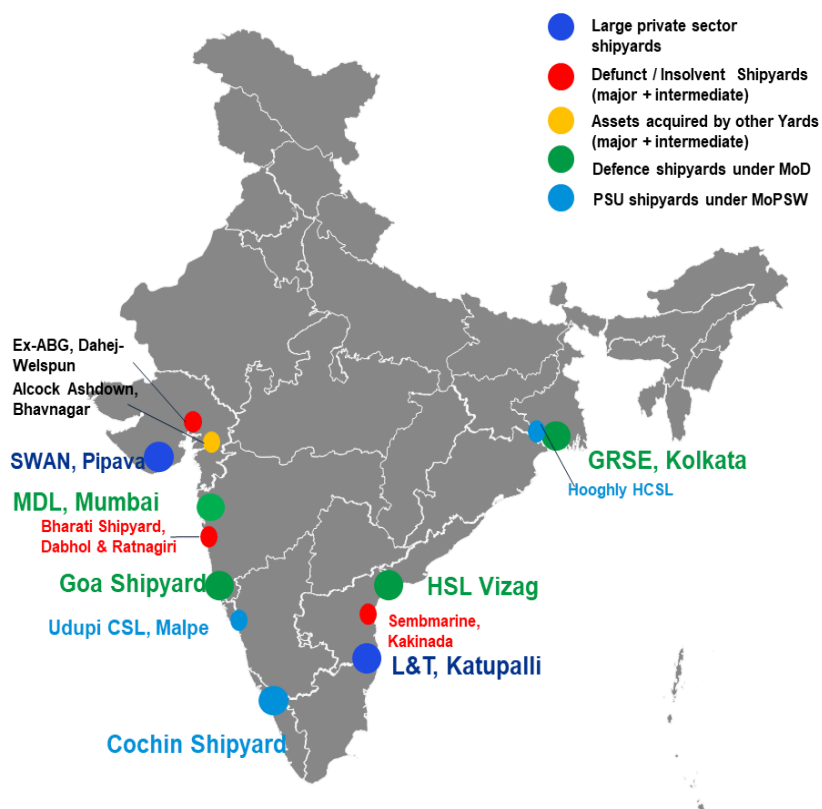 Large private sector
shipyards
Defunct / Insolvent Shipyards
(major + intermediate)
Assets acquired by other Yards
(major + intermediate)
Defence shipyards under MoD
PSU shipyards under MoPSW
Ex-ABG, Dahej-
Welspun
Alcock Ashdown,
Bhavnagar
SWAN, Pipava
GRSE, Kolkata
Hooghly HCSL
MDL, Mumbai
Bharati Shipyard,
Dabhol & Ratnagiri
Goa Shipyard
HSL Vizag
Udupi CSL, Malpe
Sembmarine,
Kakinada
L&T, Katupalli
Cochin Shipyard